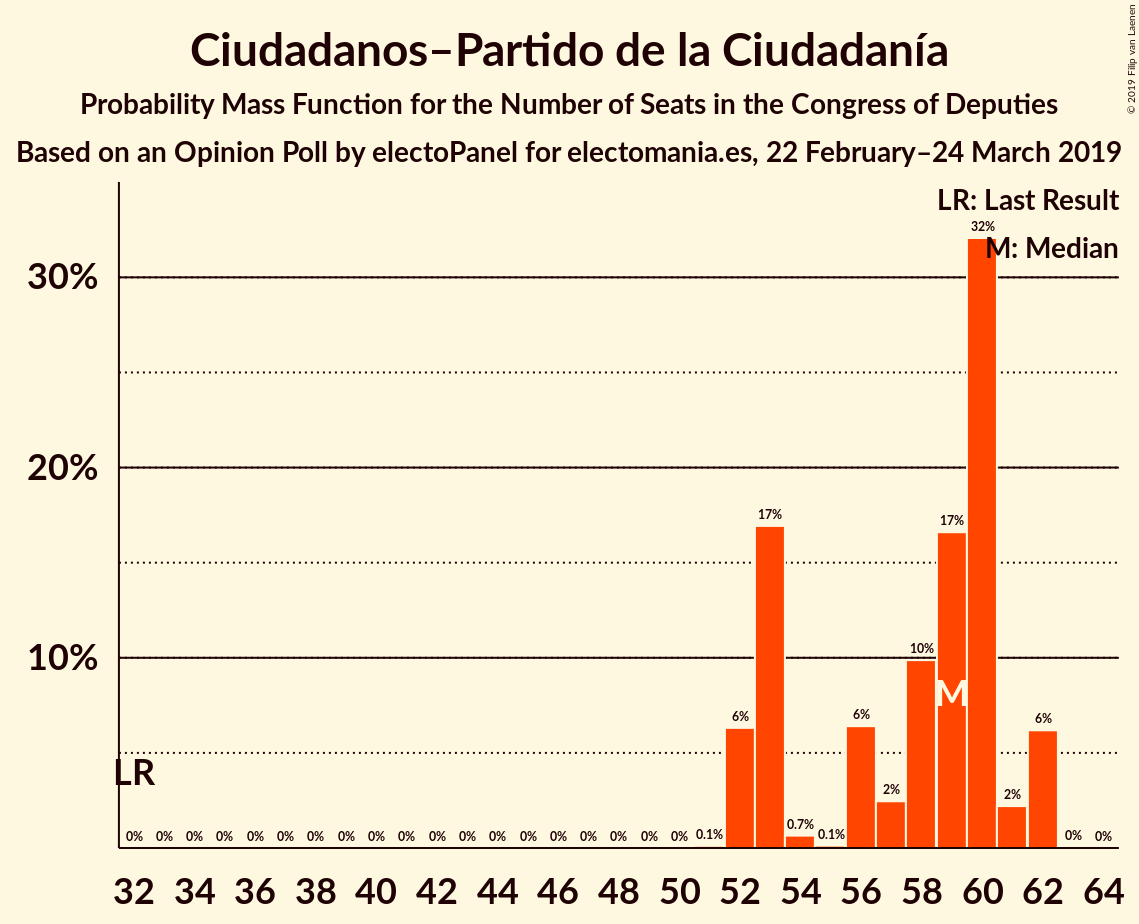 Ciudadanos–Partido de la Ciudadanía
Probability Mass Function for the Number of Seats in the Congress of Deputies
Based on an Opinion Poll by electoPanel for electomania.es, 22 February–24 March 2019
© 2019 Filip van Laenen
LR: Last Result
32%
M: Median
30%
20%
17% 17%
10%
10%
M
6% 6% 6%
LR
2% 2%
0% 0% 0% 0% 0% 0% 0% 0% 0% 0% 0% 0% 0% 0% 0% 0% 0% 0% 0% 0.1% 0.7% 0.1% 0% 0%
32 34 36 38 40 42 44 46 48 50 52 54 56 58 60 62 64